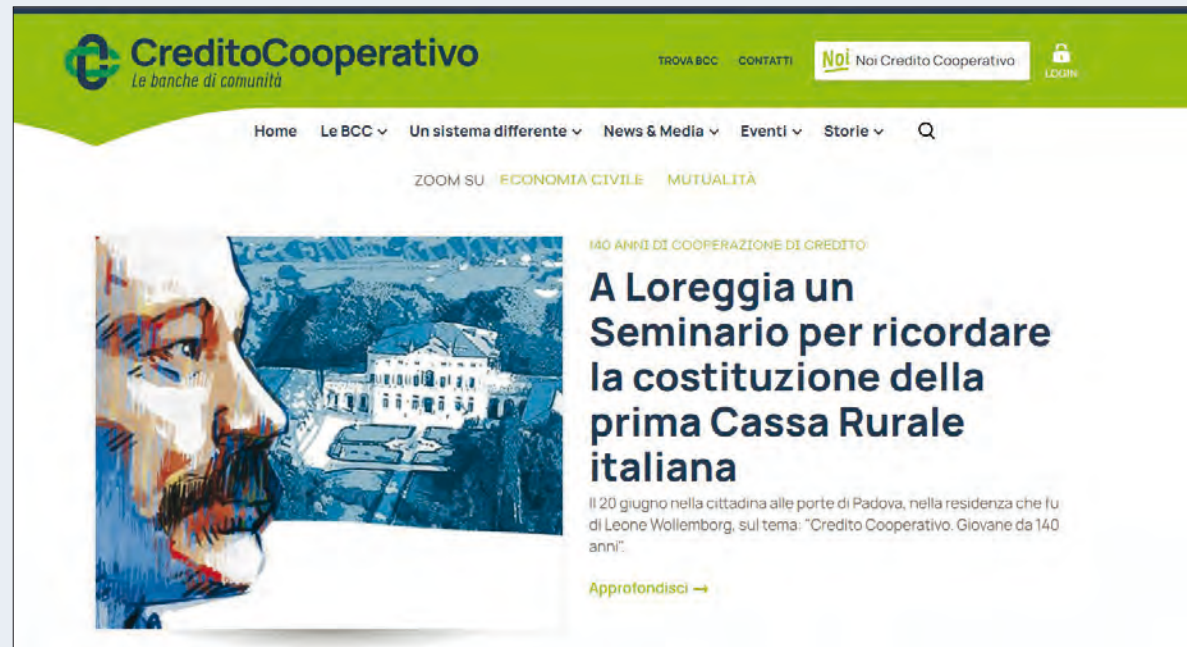 CreditoCooperativo
Le banche di comunità
TROVA BCC CONTATTI Noi Noi Credito Cooperativo LOGIN
Home Le BCC Un sistema differente News & Media Eventi Storie
ZOOM SU ECONOMIA CIVILE MUTUALITÀ
140 ANNI DI COOPERAZIONE DI CREDITO
A Loreggia un
Seminario per ricordare
la costituzione della
prima Cassa Rurale
italiana
Il 20 giugno nella cittadina alle porte di Padova, nella residenza che fu
di Leone Wollemborg, sul tema: "Credito Cooperativo. Giovane da 140
anni".
Approfondisci →